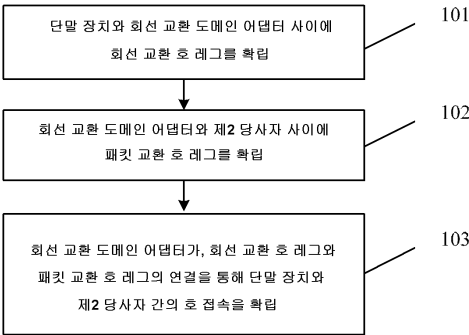 단말 장치와 회선 교환 도메인 어댑터 사이에
회선 교환 호 레그를 확립
101
회선 교환 도메인 어댑터와 제2 당사자 사이에
패킷 교환 호 레그를 확립
102
회선 교환 도메인 어댑터가, 회선 교환 호 레그와
패킷 교환 호 레그의 연결을 통해 단말 장치와
제2 당사자 간의 호 접속을 확립
103